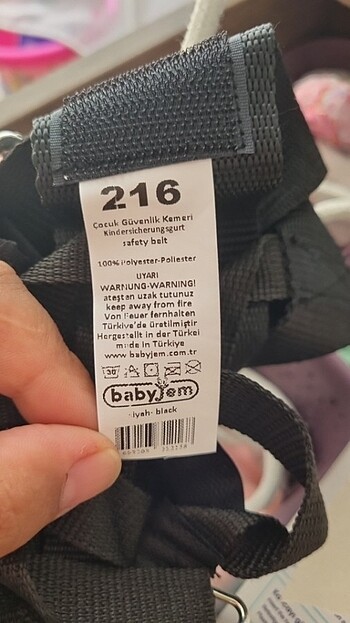 216
Çocuk Güvenlik Kemeri
Kindersicherungsgurt
safety belt
100% Polyester-Poliester
UYARI
WARNUNG-WARNING!
ateşten uzak tutunuz
keep away from fire
Von Feuer fernhalten
Türkiye'de üretilmiştir
Hergestellt in der Türkei
made In Türkiye
www.babyjem.com.tr
30
babyjem
siyah- black